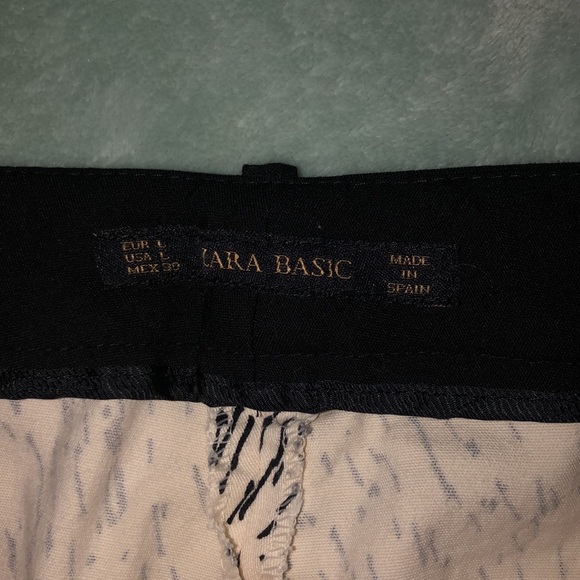 EUR L
USA L
MEX 30
ZARA BASIC
MADE
IN
SPAIN